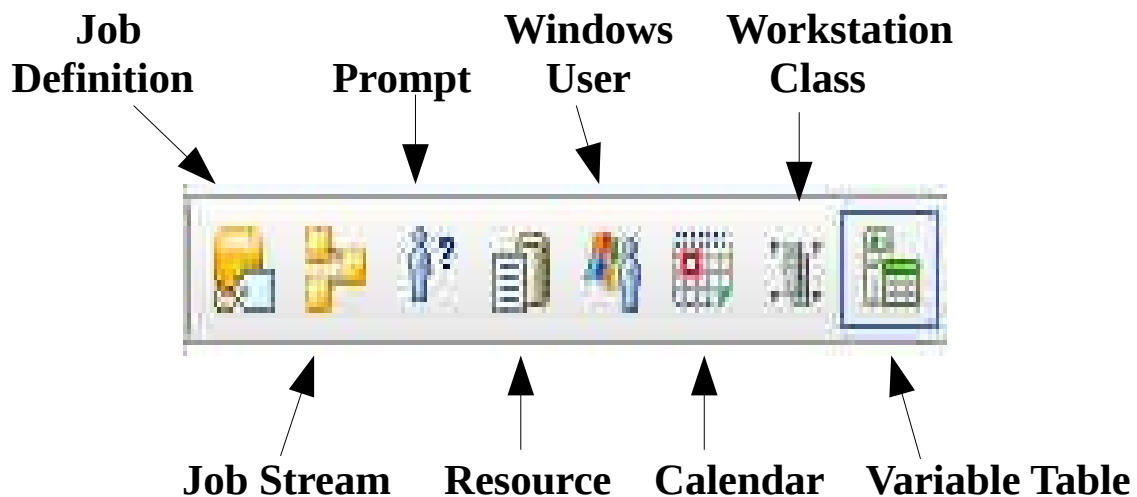 Job
Definition
Prompt
Windows
User
Workstation
Class
?
Job Stream
Resource
Calendar
Variable Table